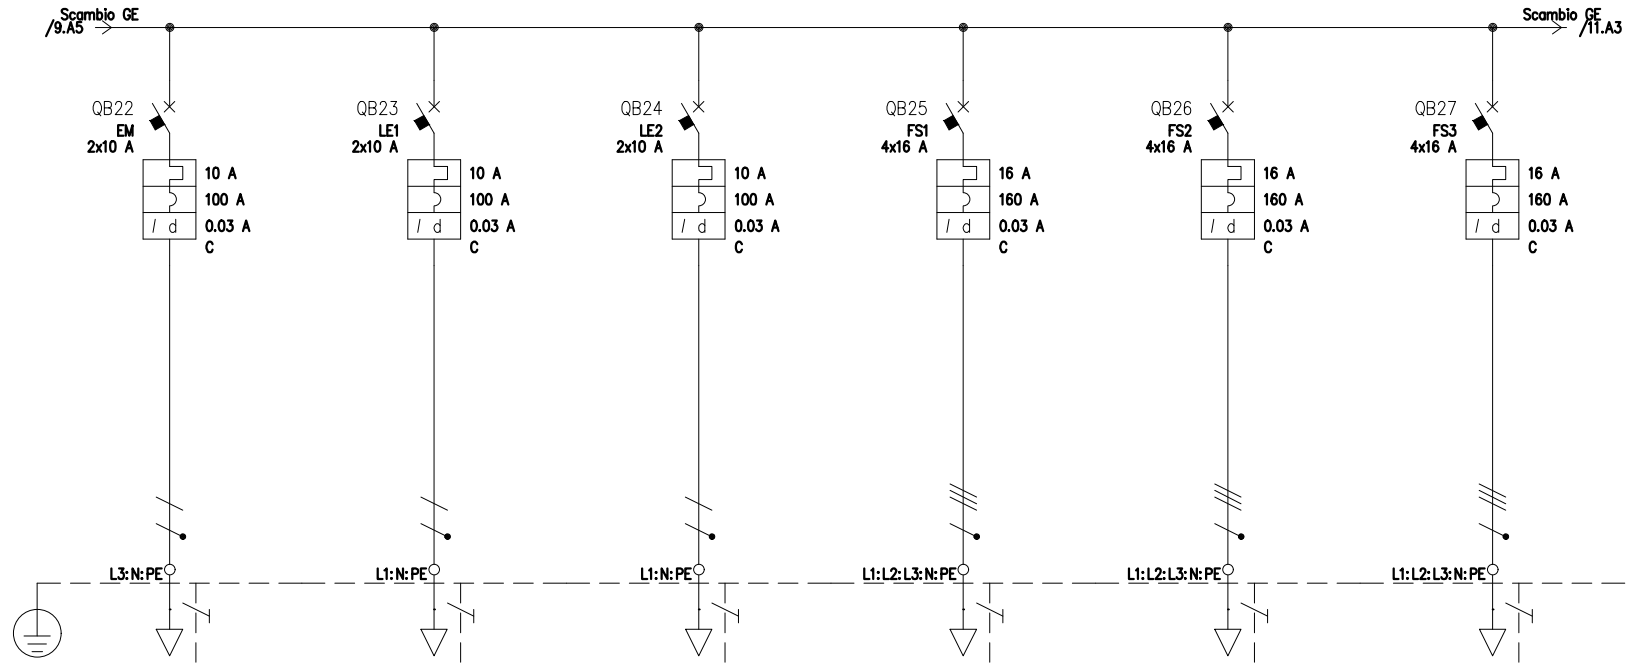 Scambio GE
/9.A5
Scambio GE
/11.A3
QB22
EM
2x10 A
10 A
100 A
I d
0.03 A
C
L3:N:PE
QB23
LE1
2x10 A
10 A
100 A
I d
0.03 A
C
L1:N:PE
QB24
LE2
2x10 A
10 A
100 A
I d
0.03 A
C
L1:N:PE
QB25
FS1
4x16 A
16 A
160 A
I d
0.03 A
C
L1:L2:L3:N:PE
QB26
FS2
4x16 A
16 A
160 A
I d
0.03 A
C
L1:L2:L3:N:PE
QB27
FS3
4x16 A
16 A
160 A
I d
0.03 A
C
L1:L2:L3:N:PE